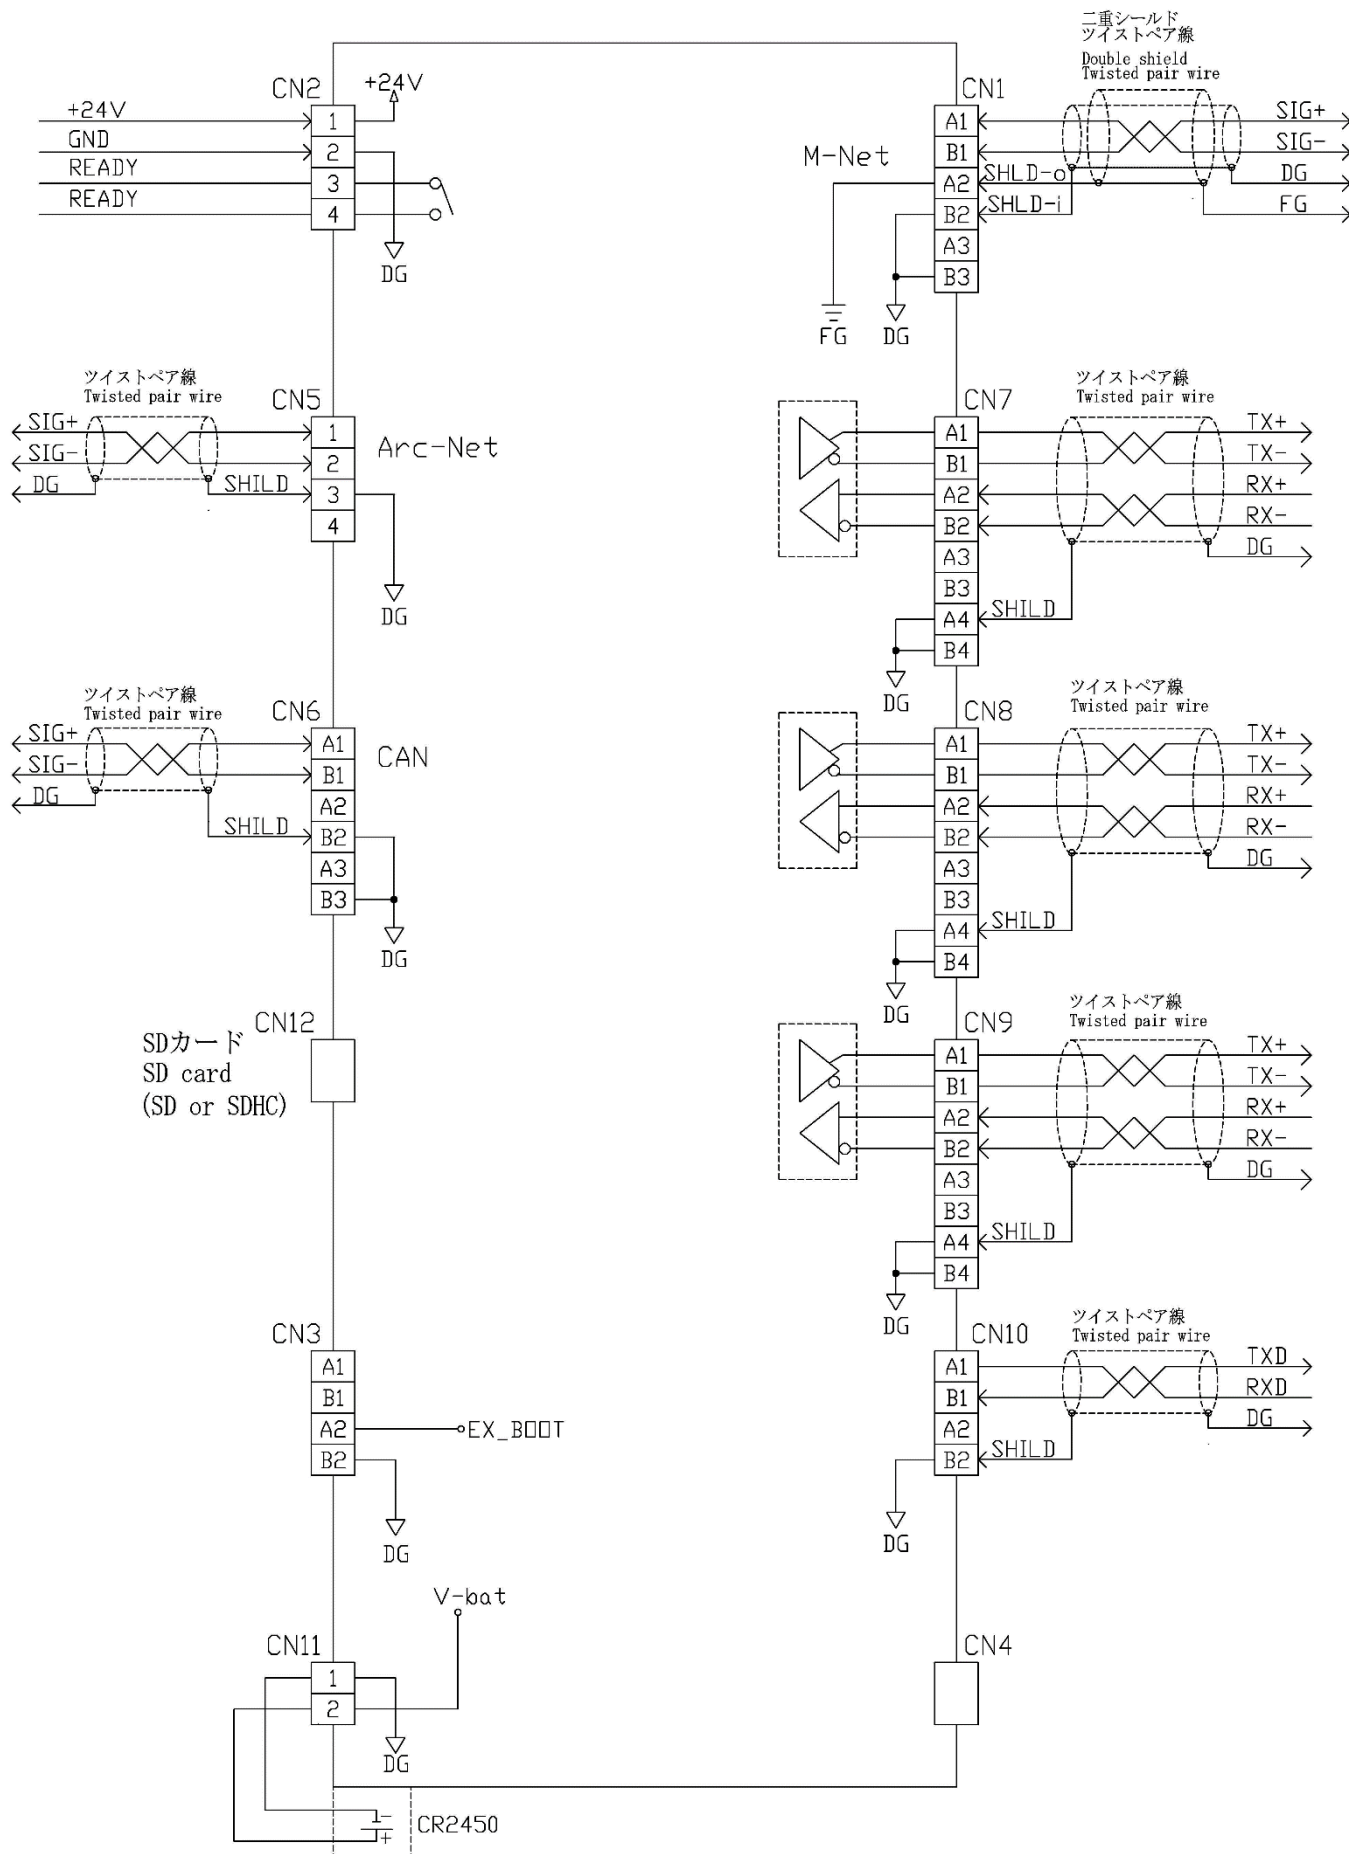 二重シールド
ツイストペア線
Double shield
Twisted pair wire
CN2
+24V
+24V
GND
READY
READY
1
2
3
4
DG
CN1
M-Net
A1
B1
A2
B2
A3
B3
SHLD-o
SHLD-i
SIG+
SIG-
DG
FG
FG
DG
ツイストペア線
Twisted pair wire
CN5
Arc-Net
SIG+
SIG-
DG
SHILD
1
2
3
4
DG
ツイストペア線
Twisted pair wire
CN7
A1
B1
A2
B2
A3
B3
A4
B4
TX+
TX-
RX+
RX-
DG
SHILD
DG
ツイストペア線
Twisted pair wire
CN6
CAN
SIG+
SIG-
DG
SHILD
A1
B1
A2
B2
A3
B3
DG
ツイストペア線
Twisted pair wire
CN8
A1
B1
A2
B2
A3
B3
A4
B4
TX+
TX-
RX+
RX-
DG
SHILD
DG
CN12
SDカード
SD card
(SD or SDHC)
ツイストペア線
Twisted pair wire
CN9
A1
B1
A2
B2
A3
B3
A4
B4
TX+
TX-
RX+
RX-
DG
SHILD
DG
CN3
A1
B1
A2
B2
EX_BOOT
DG
ツイストペア線
Twisted pair wire
CN10
A1
B1
A2
B2
TXD
RXD
DG
SHILD
DG
V-bat
CN11
1
2
DG
CN4
-
+
CR2450